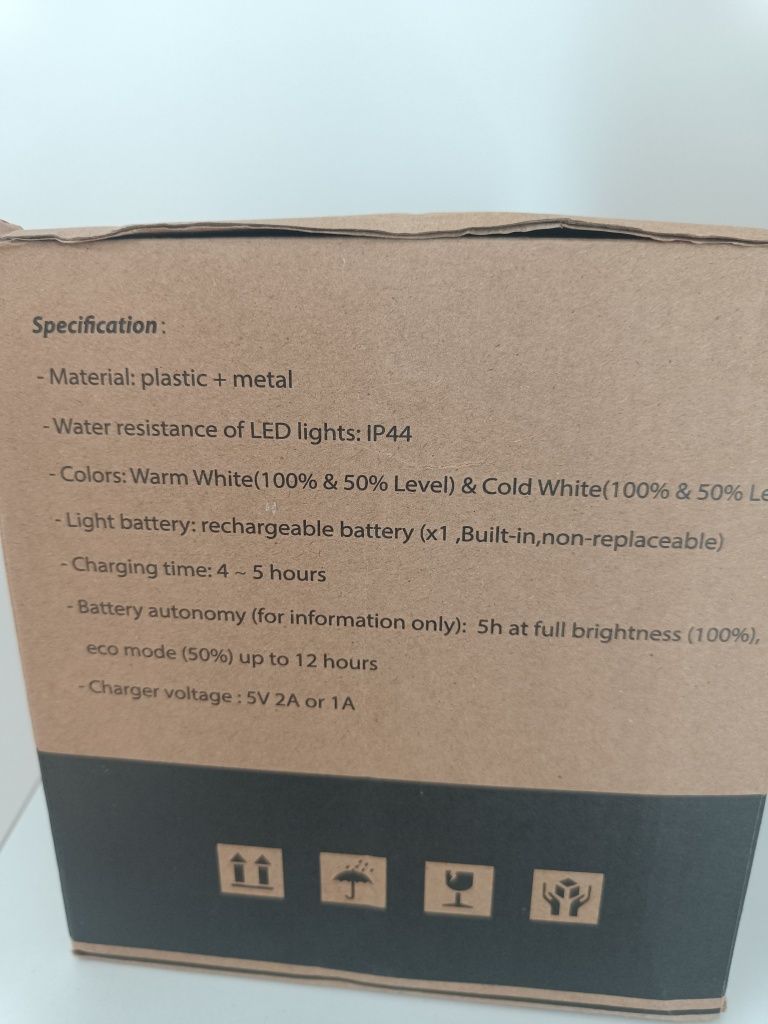 Specification :
- Material: plastic + metal
- Water resistance of LED lights: IP44
- Colors: Warm White(100% & 50% Level) & Cold White(100% & 50% Le
- Light battery: rechargeable battery (x1 ,Built-in,non-replaceable)
- Charging time: 4 ~ 5 hours
- Battery autonomy (for information only): 5h at full brightness (100%),
eco mode (50%) up to 12 hours
- Charger voltage : 5V 2A or 1A